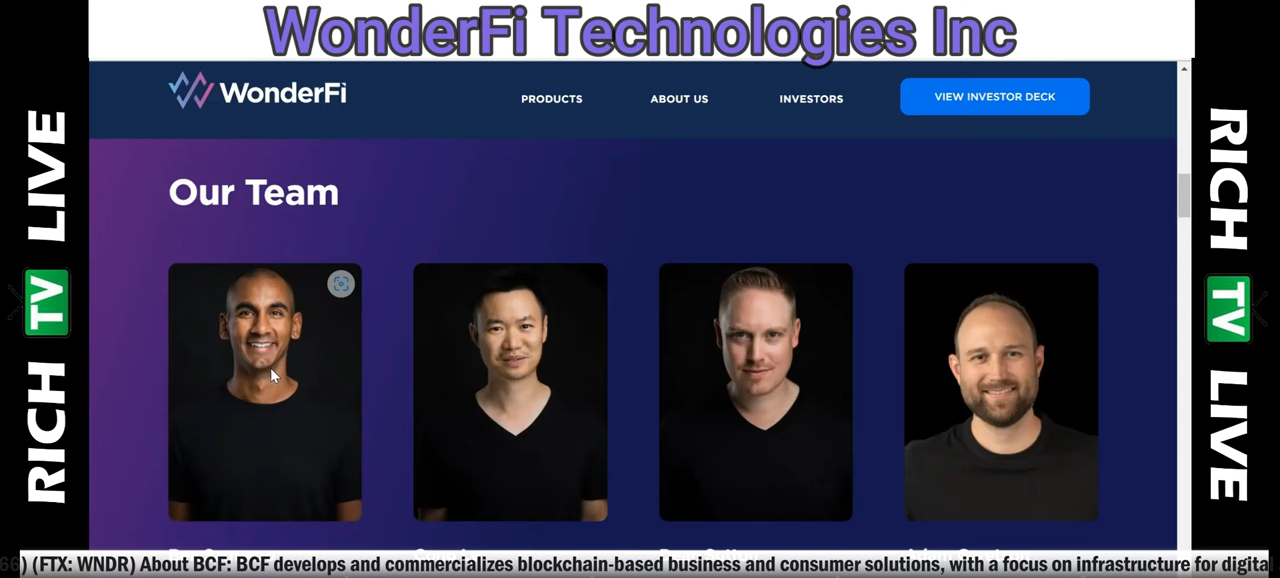 WonderFi Technologies Inc
WonderFi
PRODUCTS
ABOUT US
INVESTORS
VIEW INVESTOR DECK
Our Team
RICH TV LIVE
RICH TV LIVE
(FTX: WNDR) About BCF: BCF develops and commercializes blockchain-based business and consumer solutions, with a focus on infrastructure for digital